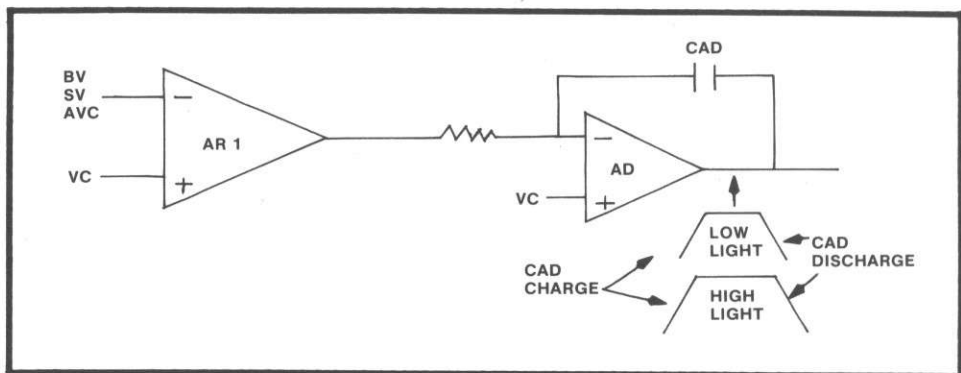 CAD
BV
SV
AVC
−
AR 1
VC
+
−
AD
VC
+
LOW
LIGHT
CAD
DISCHARGE
CAD
CHARGE
HIGH
LIGHT